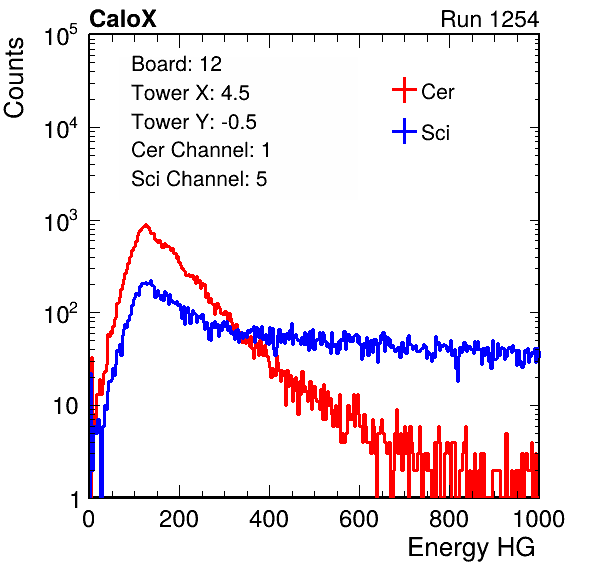 CaloX Run 1254
Counts
10^5
10^4
10^3
10^2
10
1
Board: 12
Tower X: 4.5
Tower Y: -0.5
Cer Channel: 1
Sci Channel: 5
Cer
Sci
0 200 400 600 800 1000
Energy HG